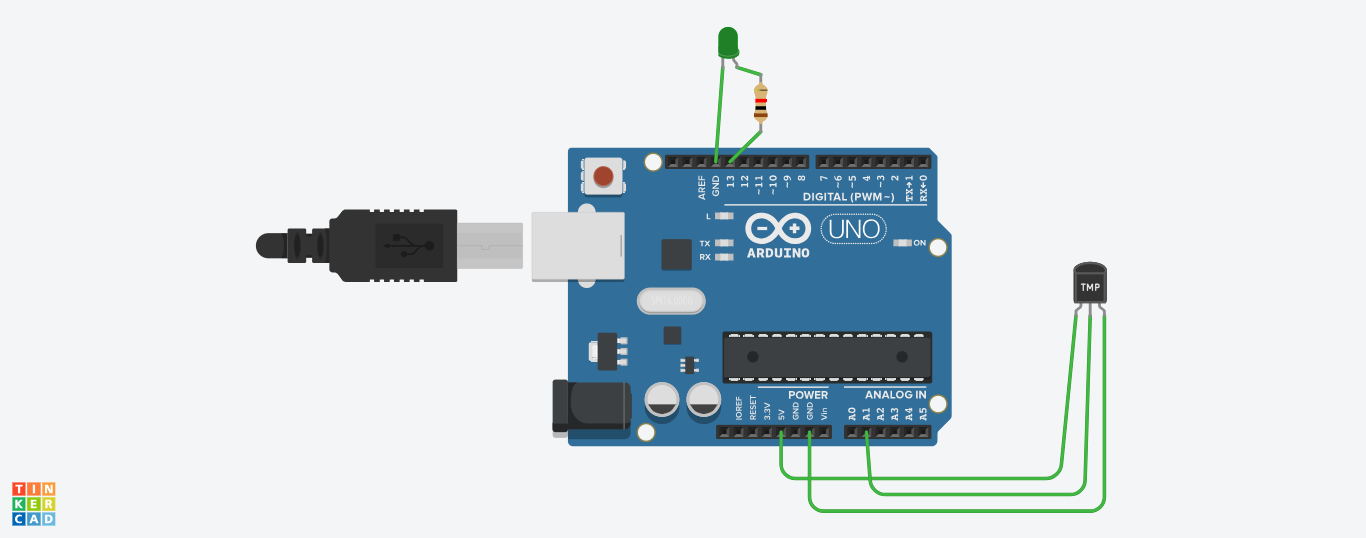 AREF
GND
13
12
~11
~10
~9
8
7
~6
~5
4
~3
2
TX→1
RX←0
DIGITAL (PWM~)
L
TX
RX
ARDUINO
UNO
ON
TMP
IOREF
RESET
3.3V
5V
GND
GND
Vin
POWER
ANALOG IN
A0
A1
A2
A3
A4
A5
TIN
KER
CAD